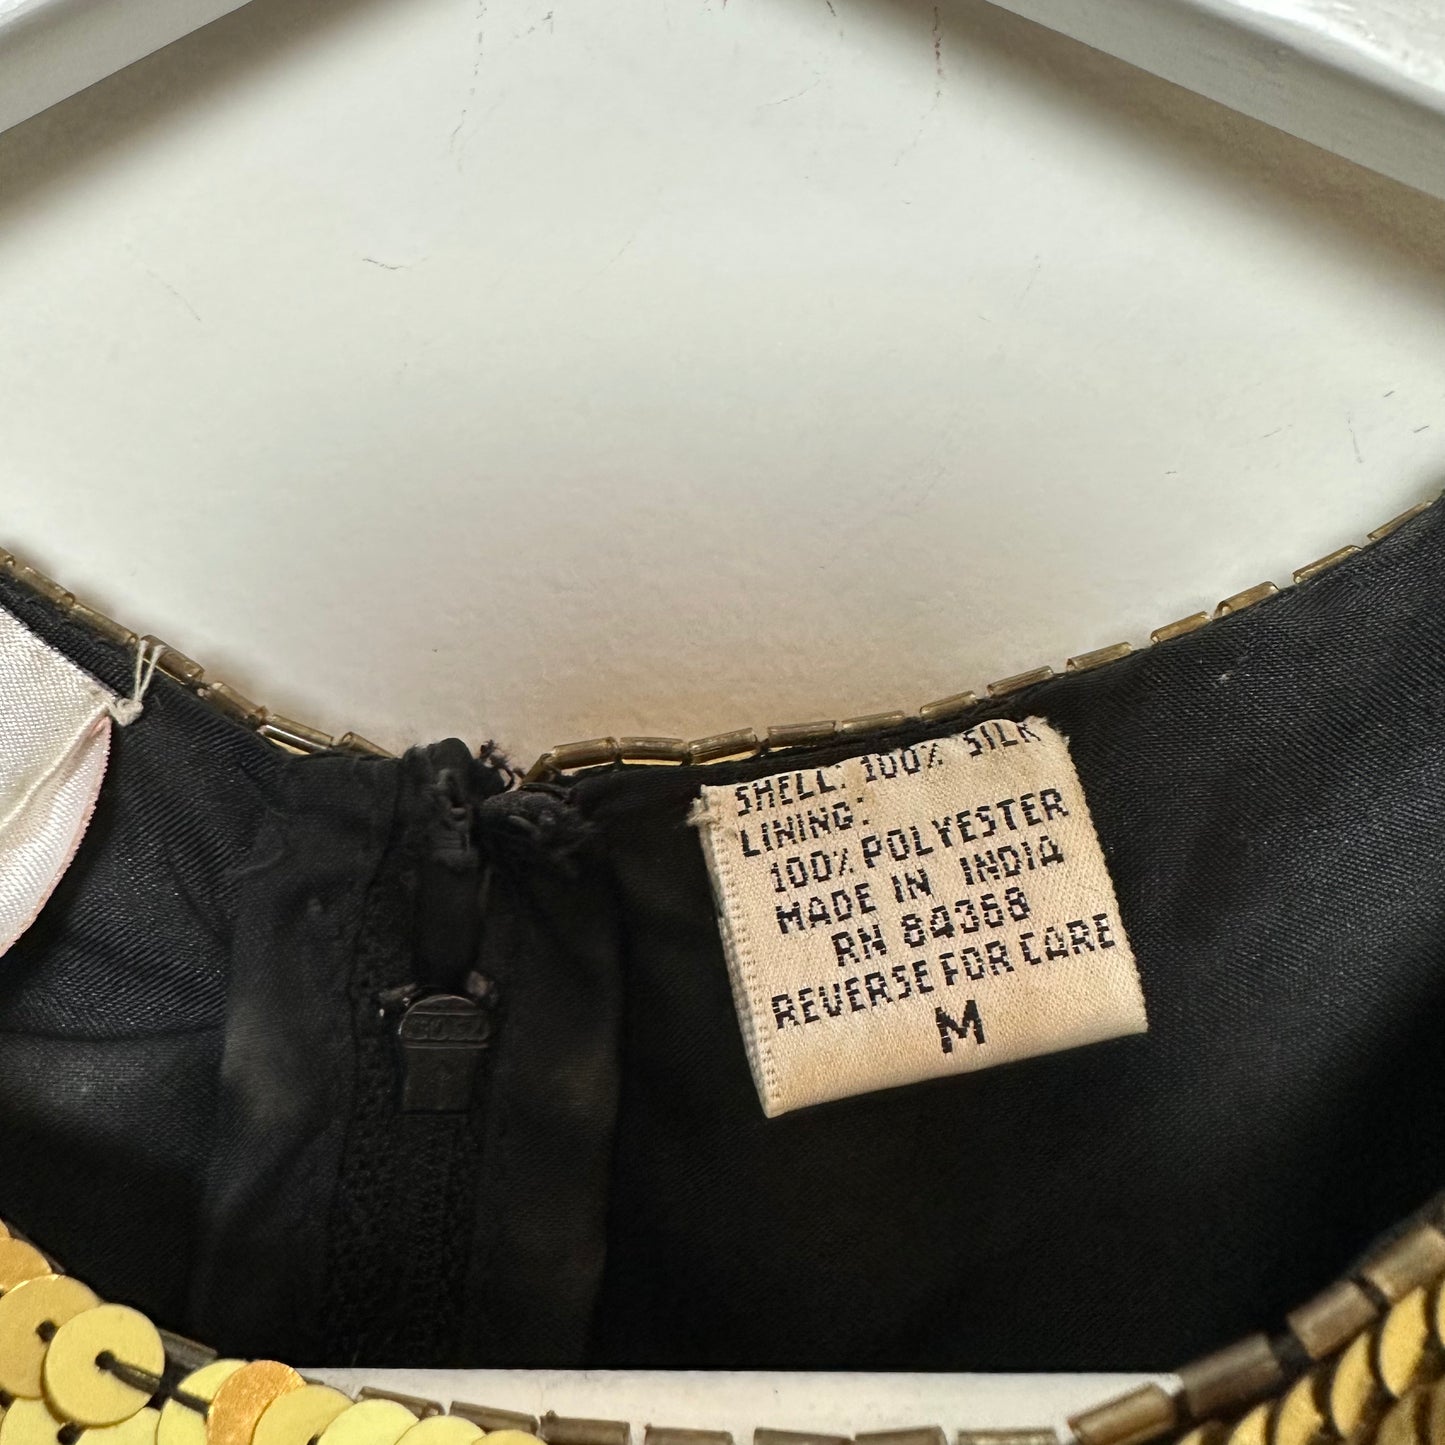 SHELL: 100% SILK
LINING:
100% POLYESTER
MADE IN INDIA
RN 84368
REVERSE FOR CARE
M